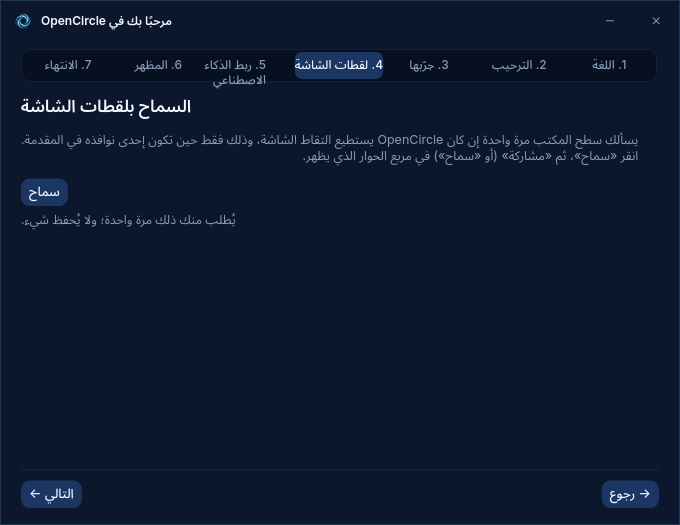 مرحبًا بك في OpenCircle
1. اللغة
2. الترحيب
3. جرّبها
4. لقطات الشاشة
5. ربط الذكاء الاصطناعي
6. المظهر
7. الانتهاء
السماح بلقطات الشاشة
يسألك سطح المكتب مرة واحدة إن كان OpenCircle يستطيع التقاط الشاشة، وذلك فقط حين تكون إحدى نوافذه في المقدمة.
انقر «سماح»، ثم «مشاركة» (أو «سماح») في مربع الحوار الذي يظهر.
سماح
يُطلب منك ذلك مرة واحدة؛ ولا يُحفظ شيء.
→ رجوع
التالي ←